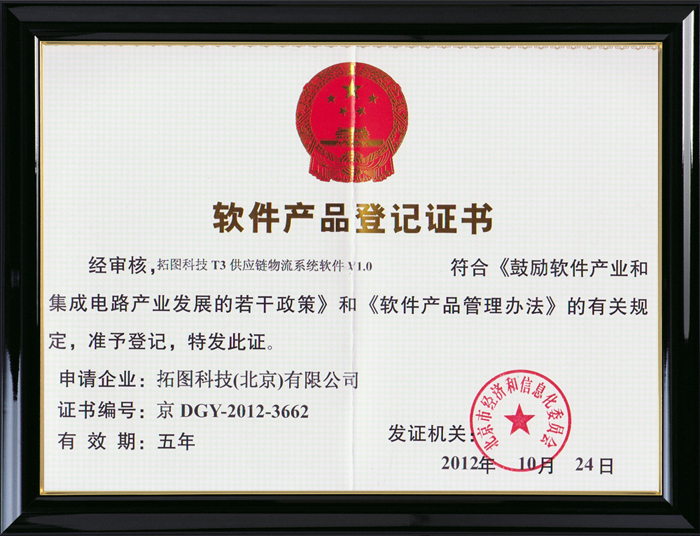 软件产品登记证书
经审核，拓图科技 T3 供应链物流系统软件 V1.0 符合《鼓励软件产业和
集成电路产业发展的若干政策》和《软件产品管理办法》的有关规
定，准予登记，特发此证。
申请企业：拓图科技(北京)有限公司
证书编号：京 DGY-2012-3662
有 效 期：五年
发证机关：
北京市经济和信息化委员会
2012年 10月 24日